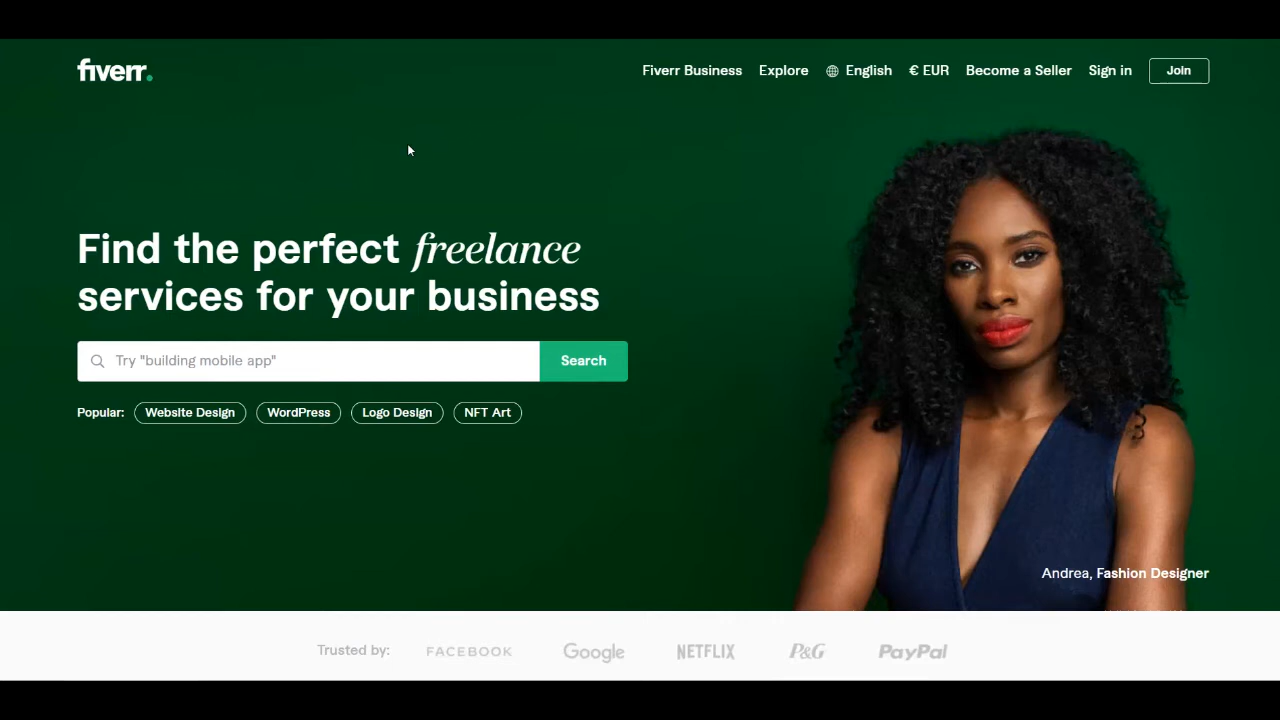 fiverr.
Fiverr Business Explore English € EUR Become a Seller Sign in Join
Find the perfect freelance
services for your business
Try "building mobile app" Search
Popular: Website Design WordPress Logo Design NFT Art
Andrea, Fashion Designer
Trusted by: FACEBOOK Google NETFLIX P&G PayPal